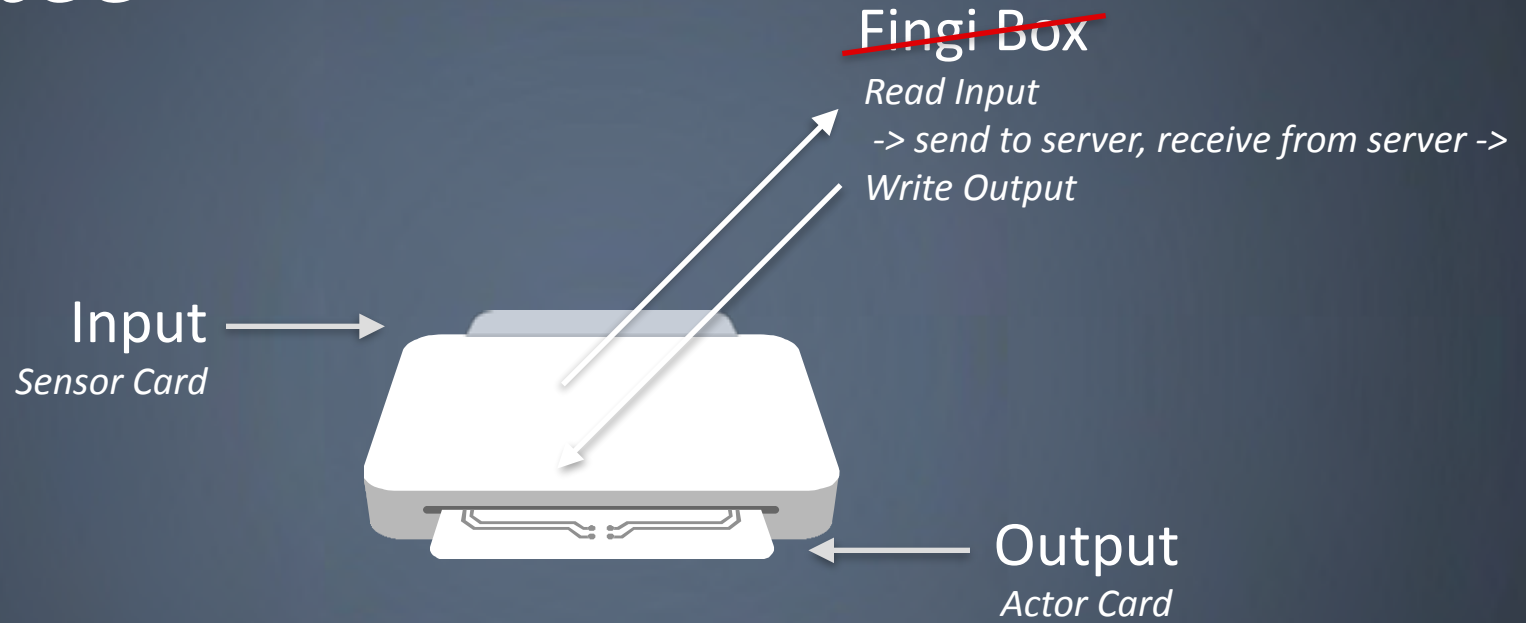 Fingi Box
Read Input
-> send to server, receive from server ->
Write Output
Input
Sensor Card
Output
Actor Card